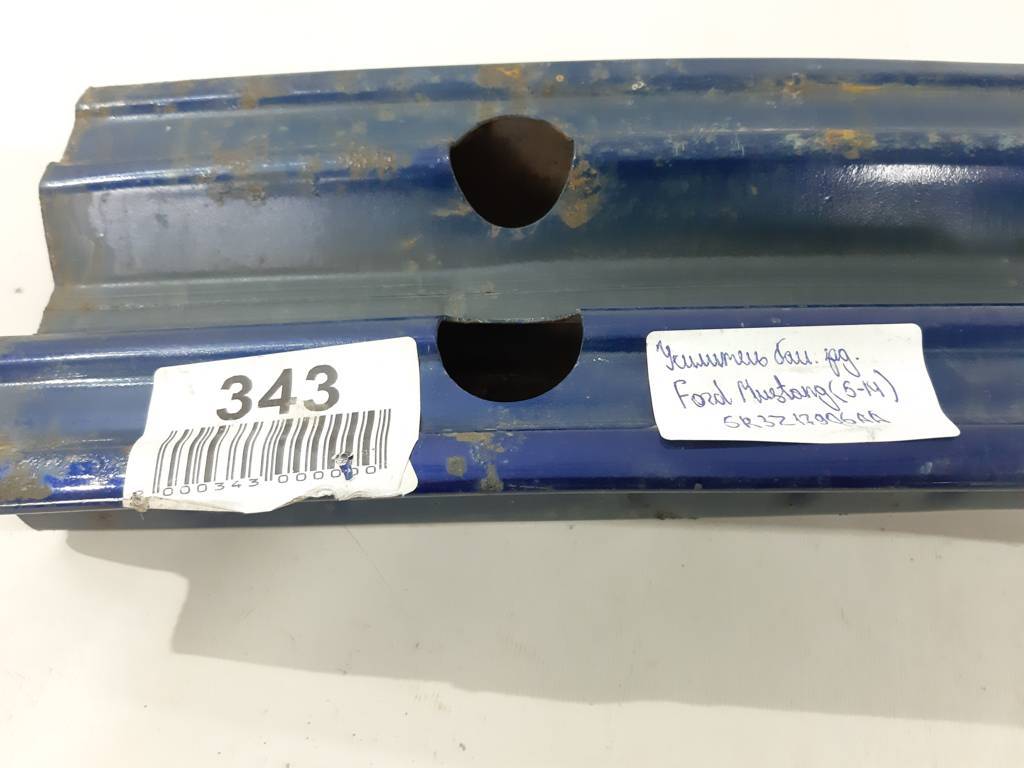 343
000343 000000
Усилитель бам. зад.
Ford Mustang (5-14)
5R3Z17906AA